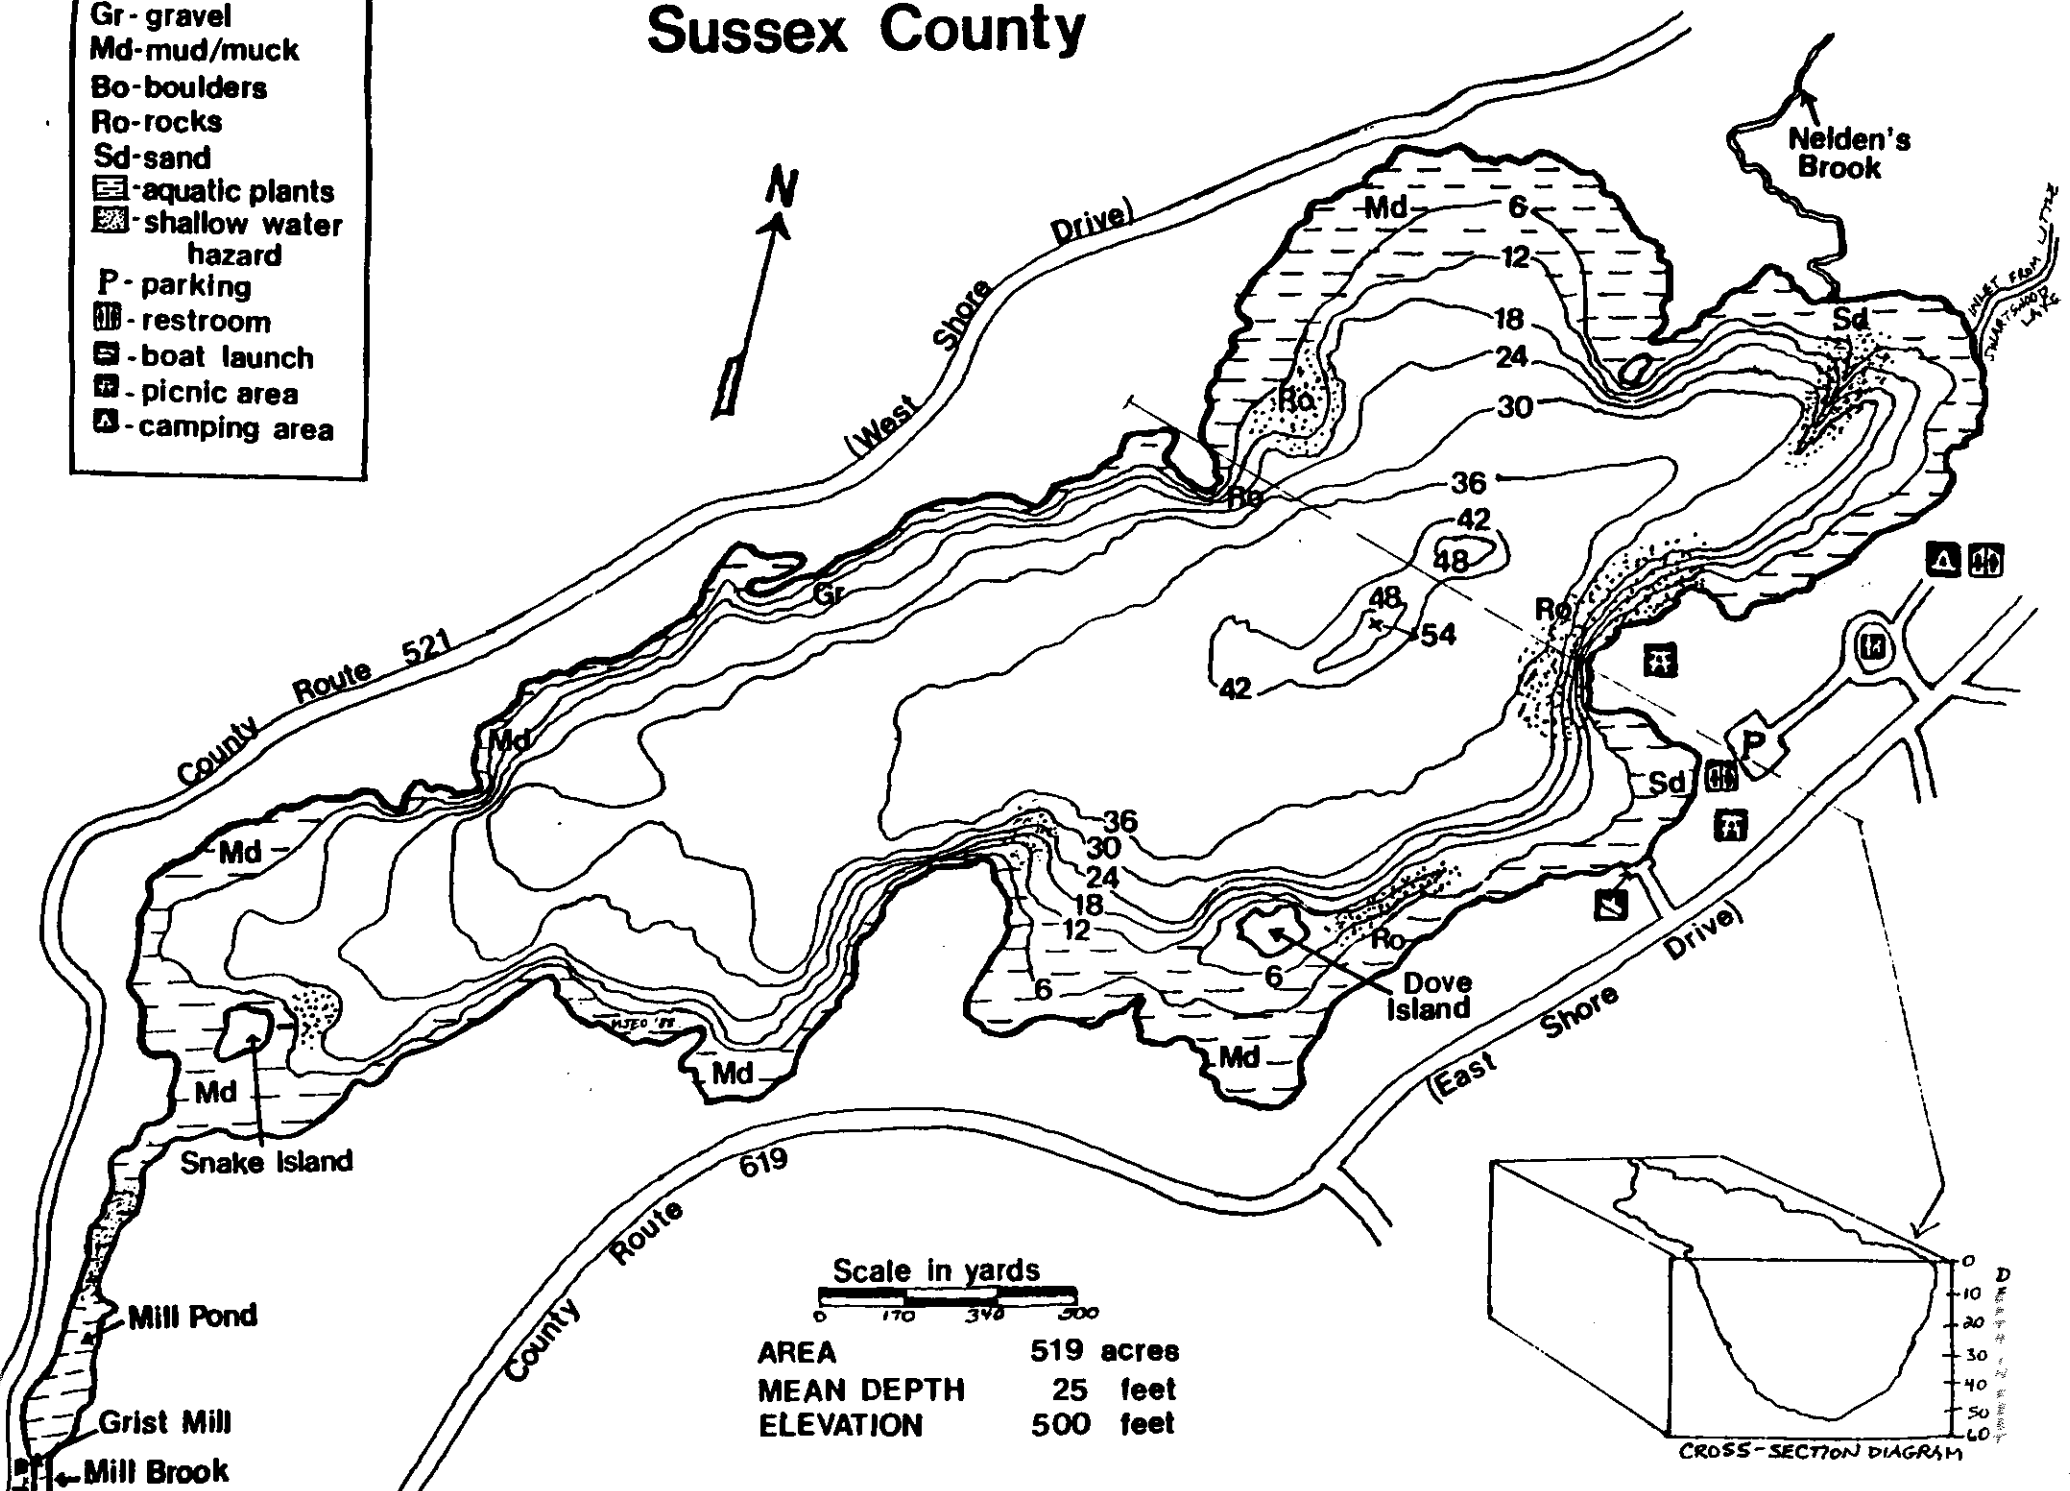 Sussex County
Gr - gravel
Md-mud/muck
Bo-boulders
Ro-rocks
Sd-sand
-aquatic plants
-shallow water
hazard
P - parking
-restroom
-boat launch
-picnic area
-camping area
N
Nelden's
Brook
INLET FROM LITTLE
SWARTSWOOD
LAKE
County Route 521 (West Shore Drive)
Md
6
12
18
24
30
36
42
48
48
54
42
Sd
Ro
Ro
Gr
Ro
Md
Md
P
Sd
36
30
24
18
12
6
6
Ro
Dove
Island
Md
Md
Md
Snake Island
County Route 619 (East Shore Drive)
Mill Pond
Grist Mill
Mill Brook
Scale in yards
0 170 340 500
AREA 519 acres
MEAN DEPTH 25 feet
ELEVATION 500 feet
0
10
20
30
40
50
60
CROSS-SECTION DIAGRAM